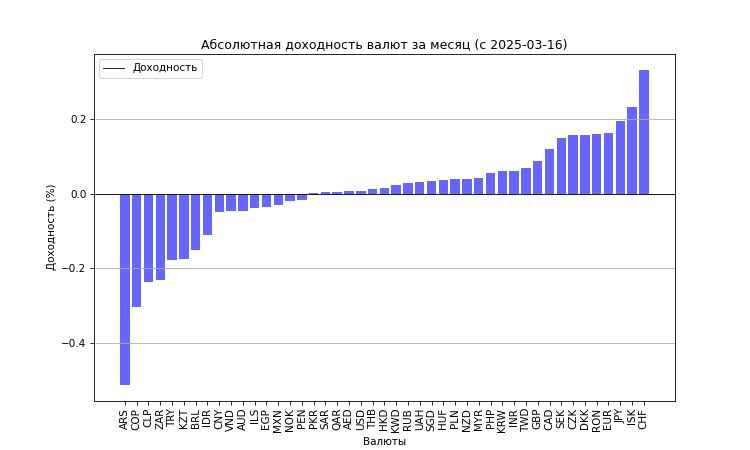 Абсолютная доходность валют за месяц (с 2025-03-16)
Доходность
Доходность (%)
0.2
0.0
−0.2
−0.4
ARS COP CLP ZAR TRY KZT BRL IDR CNY VND AUD ILS EGP MXN NOK PEN PKR SAR QAR AED USD THB HKD KWD RUB UAH SGD HUF PLN NZD MYR PHP KRW INR TWD GBP CAD SEK CZK DKK RON EUR JPY ISK CHF
Валюты